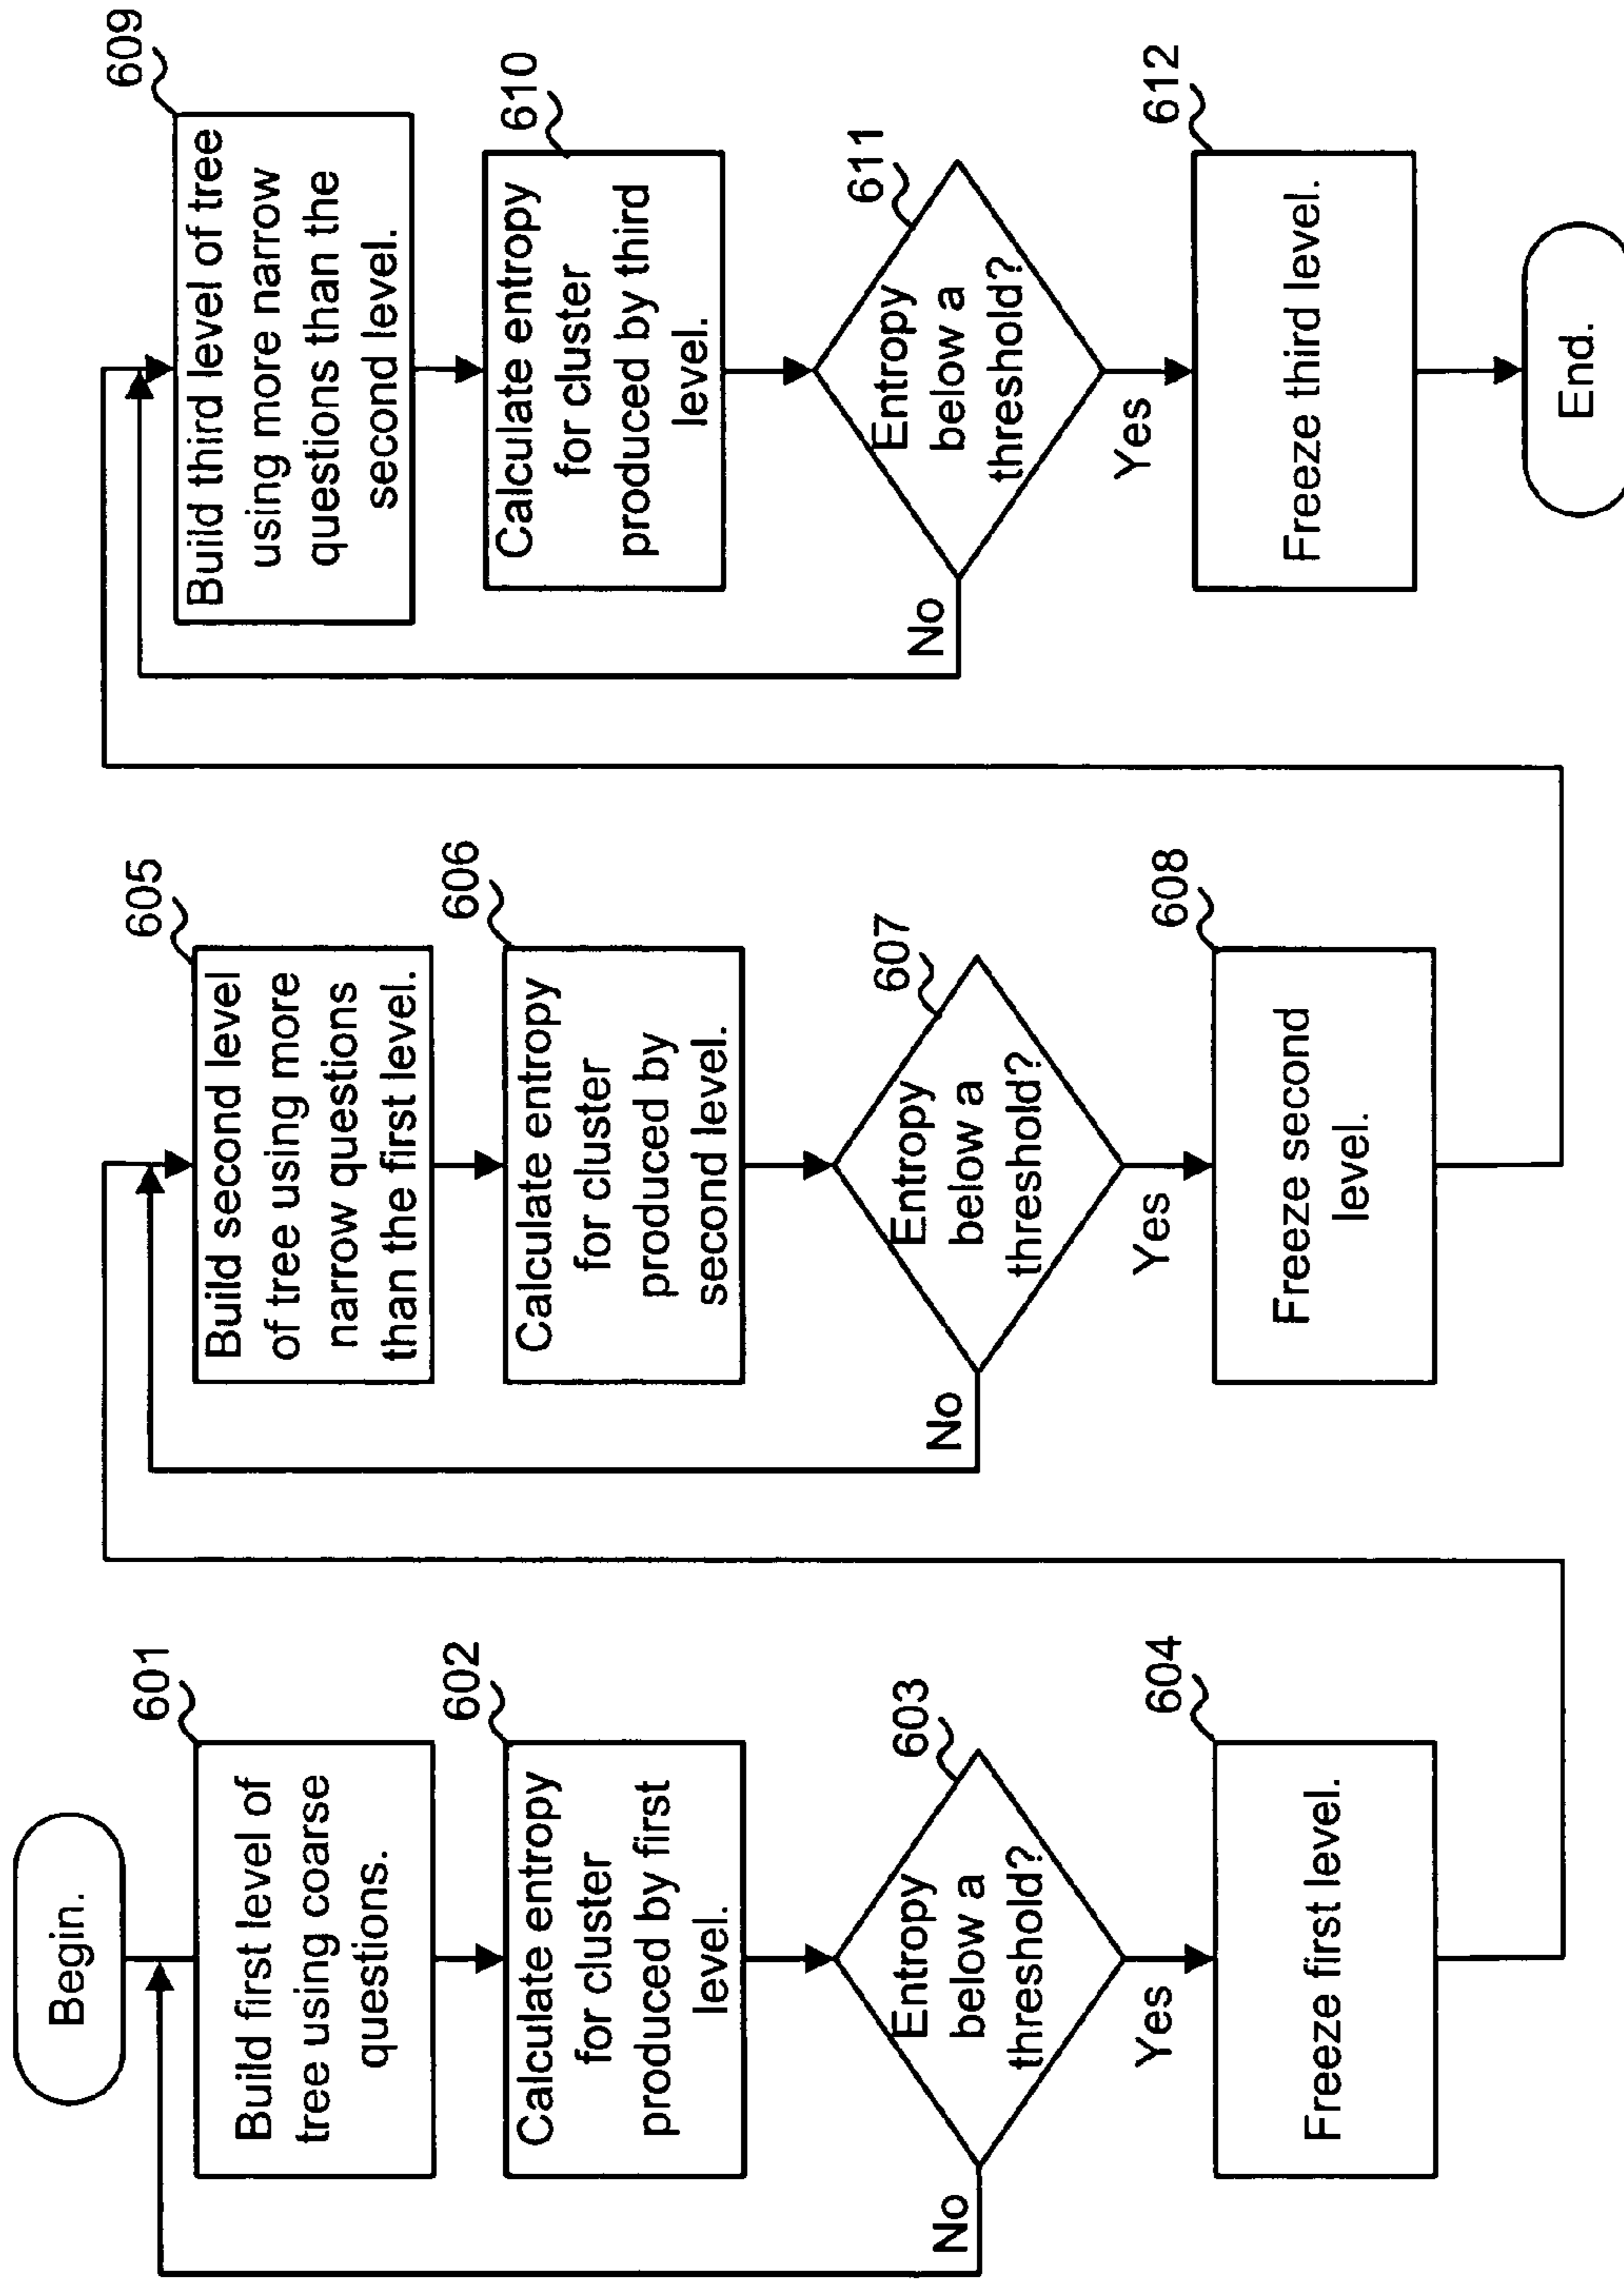 Begin.
601
Build first level of
tree using coarse
questions.
602
Calculate entropy
for cluster
produced by first
level.
603
Entropy
below a
threshold?
No
Yes
604
Freeze first level.
605
Build second level
of tree using more
narrow questions
than the first level.
606
Calculate entropy
for cluster
produced by
second level.
607
Entropy
below a
threshold?
No
Yes
608
Freeze second
level.
609
Build third level of tree
using more narrow
questions than the
second level.
610
Calculate entropy
for cluster
produced by third
level.
611
Entropy
below a
threshold?
No
Yes
612
Freeze third level.
End.